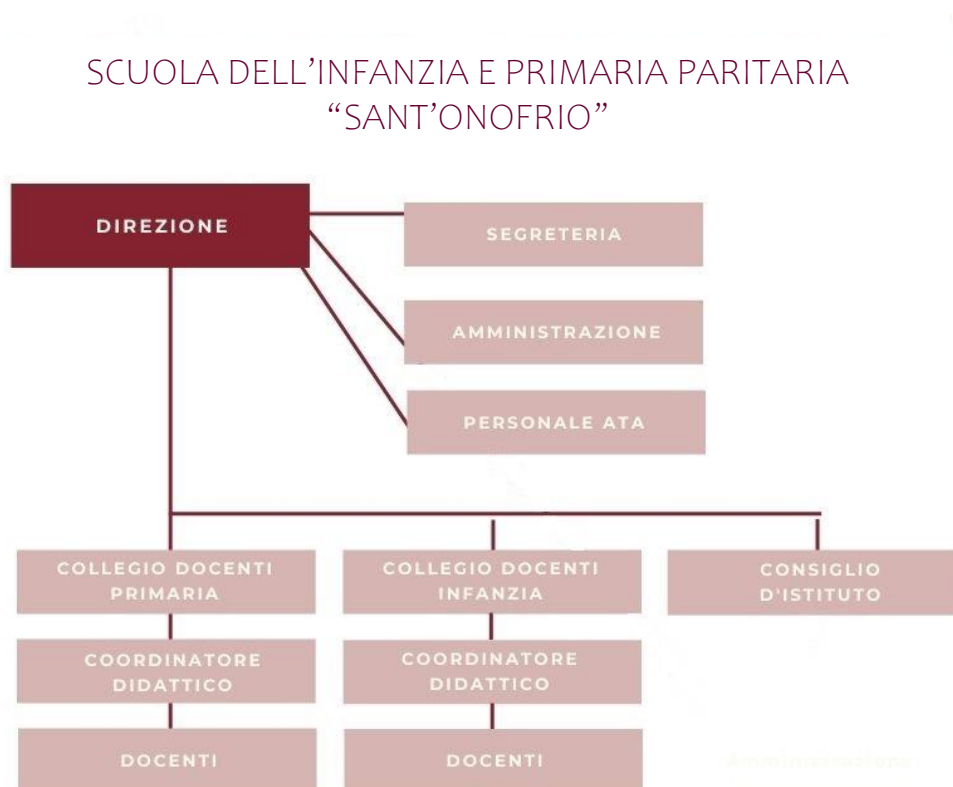 SCUOLA DELL’INFANZIA E PRIMARIA PARITARIA
“SANT’ONOFRIO”
DIREZIONE
SEGRETERIA
AMMINISTRAZIONE
PERSONALE ATA
COLLEGIO DOCENTI
PRIMARIA
COLLEGIO DOCENTI
INFANZIA
CONSIGLIO
D'ISTITUTO
COORDINATORE
DIDATTICO
COORDINATORE
DIDATTICO
DOCENTI
DOCENTI